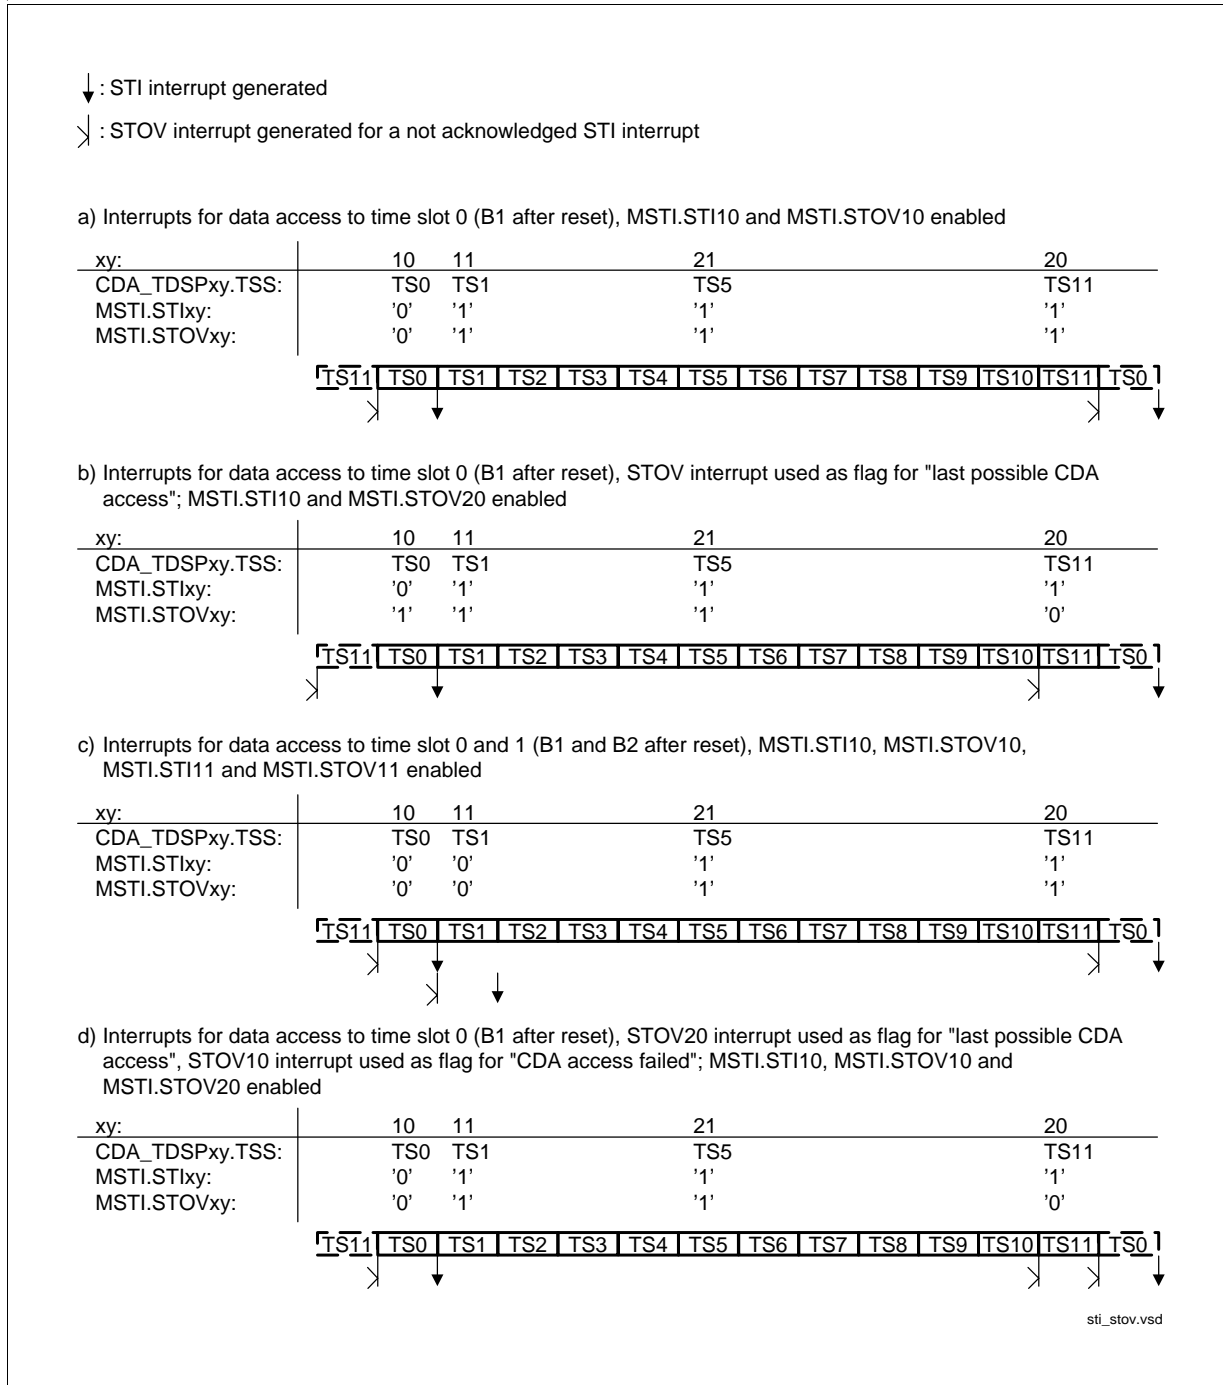 : STI interrupt generated
: STOV interrupt generated for a not acknowledged STI interrupt
a) Interrupts for data access to time slot 0 (B1 after reset), MSTI.STI10 and MSTI.STOV10 enabled
xy: 10 11 21 20
CDA_TDSPxy.TSS: TS0 TS1 TS5 TS11
MSTI.STIxy: '0' '1' '1' '1'
MSTI.STOVxy: '0' '1' '1' '1'
TS11 TS0 TS1 TS2 TS3 TS4 TS5 TS6 TS7 TS8 TS9 TS10 TS11 TS0
b) Interrupts for data access to time slot 0 (B1 after reset), STOV interrupt used as flag for "last possible CDA
access"; MSTI.STI10 and MSTI.STOV20 enabled
xy: 10 11 21 20
CDA_TDSPxy.TSS: TS0 TS1 TS5 TS11
MSTI.STIxy: '0' '1' '1' '1'
MSTI.STOVxy: '1' '1' '1' '0'
TS11 TS0 TS1 TS2 TS3 TS4 TS5 TS6 TS7 TS8 TS9 TS10 TS11 TS0
c) Interrupts for data access to time slot 0 and 1 (B1 and B2 after reset), MSTI.STI10, MSTI.STOV10,
MSTI.STI11 and MSTI.STOV11 enabled
xy: 10 11 21 20
CDA_TDSPxy.TSS: TS0 TS1 TS5 TS11
MSTI.STIxy: '0' '0' '1' '1'
MSTI.STOVxy: '0' '0' '1' '1'
TS11 TS0 TS1 TS2 TS3 TS4 TS5 TS6 TS7 TS8 TS9 TS10 TS11 TS0
d) Interrupts for data access to time slot 0 (B1 after reset), STOV20 interrupt used as flag for "last possible CDA
access", STOV10 interrupt used as flag for "CDA access failed"; MSTI.STI10, MSTI.STOV10 and
MSTI.STOV20 enabled
xy: 10 11 21 20
CDA_TDSPxy.TSS: TS0 TS1 TS5 TS11
MSTI.STIxy: '0' '1' '1' '1'
MSTI.STOVxy: '0' '1' '1' '0'
TS11 TS0 TS1 TS2 TS3 TS4 TS5 TS6 TS7 TS8 TS9 TS10 TS11 TS0
sti_stov.vsd